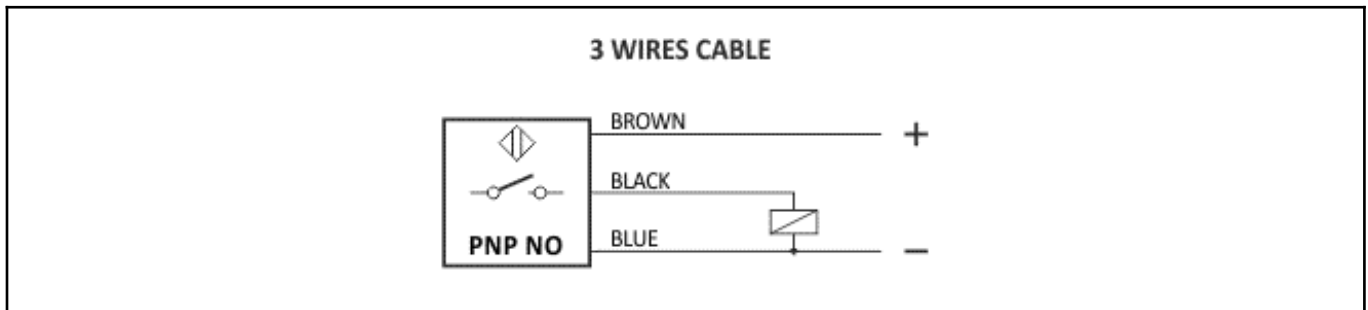 3 WIRES CABLE
BROWN
+
BLACK
PNP NO
BLUE
−